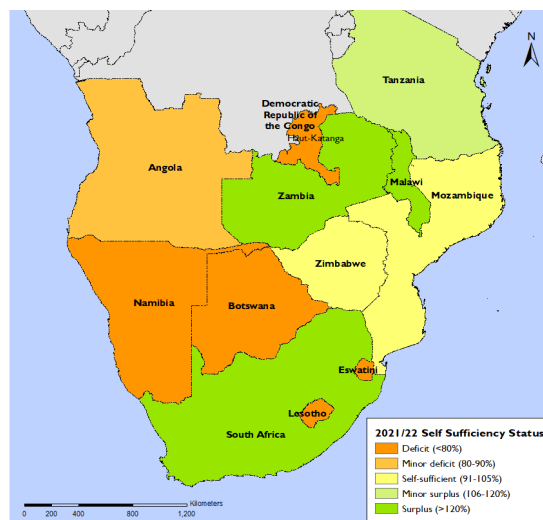 N
Tanzania
Democratic
Republic of
the Congo
Haut-Katanga
Angola
Malawi
Zambia
Mozambique
Zimbabwe
Namibia
Botswana
Eswatini
Lesotho
South Africa
2021/22 Self Sufficiency Status
Deficit (<80%)
Minor deficit (80-90%)
Self-sufficient (91-105%)
Minor surplus (106-120%)
Surplus (>120%)
Kilometers
0 200 400 800 1,200